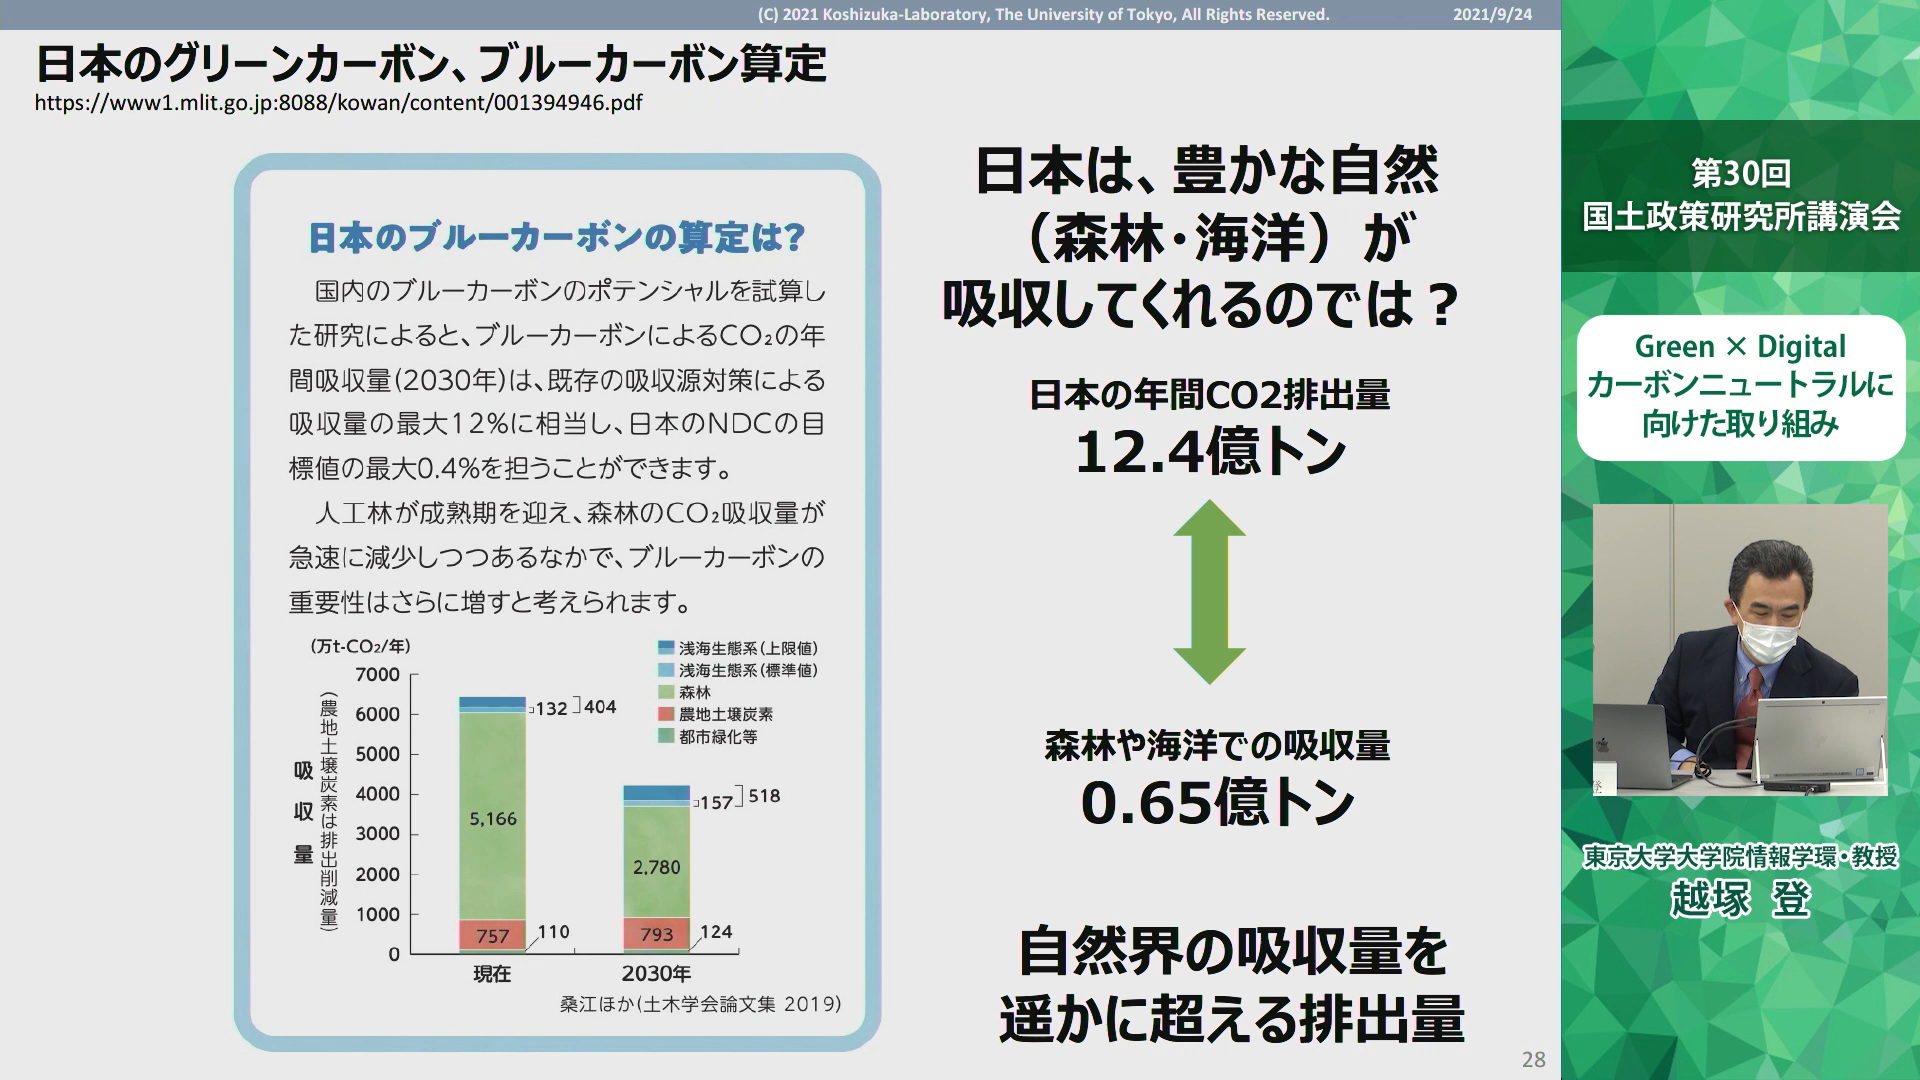 (C) 2021 Koshizuka-Laboratory, The University of Tokyo, All Rights Reserved.
2021/9/24
日本のグリーンカーボン、ブルーカーボン算定
https://www1.mlit.go.jp:8088/kowan/content/001394946.pdf
日本のブルーカーボンの算定は?
国内のブルーカーボンのポテンシャルを試算し
た研究によると、ブルーカーボンによるCO₂の年
間吸収量(2030年)は、既存の吸収源対策による
吸収量の最大12%に相当し、日本のNDCの目
標値の最大0.4%を担うことができます。
人工林が成熟期を迎え、森林のCO₂吸収量が
急速に減少しつつあるなかで、ブルーカーボンの
重要性はさらに増すと考えられます。
(万t-CO₂/年)
吸収量
(農地土壌炭素は排出削減量)
7000
6000
5000
4000
3000
2000
1000
0
浅海生態系(上限値)
浅海生態系(標準値)
森林
農地土壌炭素
都市緑化等
132
404
5,166
757
110
157
518
2,780
793
124
現在
2030年
桑江ほか(土木学会論文集 2019)
日本は、豊かな自然
（森林・海洋）が
吸収してくれるのでは？
日本の年間CO2排出量
12.4億トン
森林や海洋での吸収量
0.65億トン
自然界の吸収量を
遥かに超える排出量
28
第30回
国土政策研究所講演会
Green × Digital
カーボンニュートラルに
向けた取り組み
登
東京大学大学院情報学環・教授
越塚 登